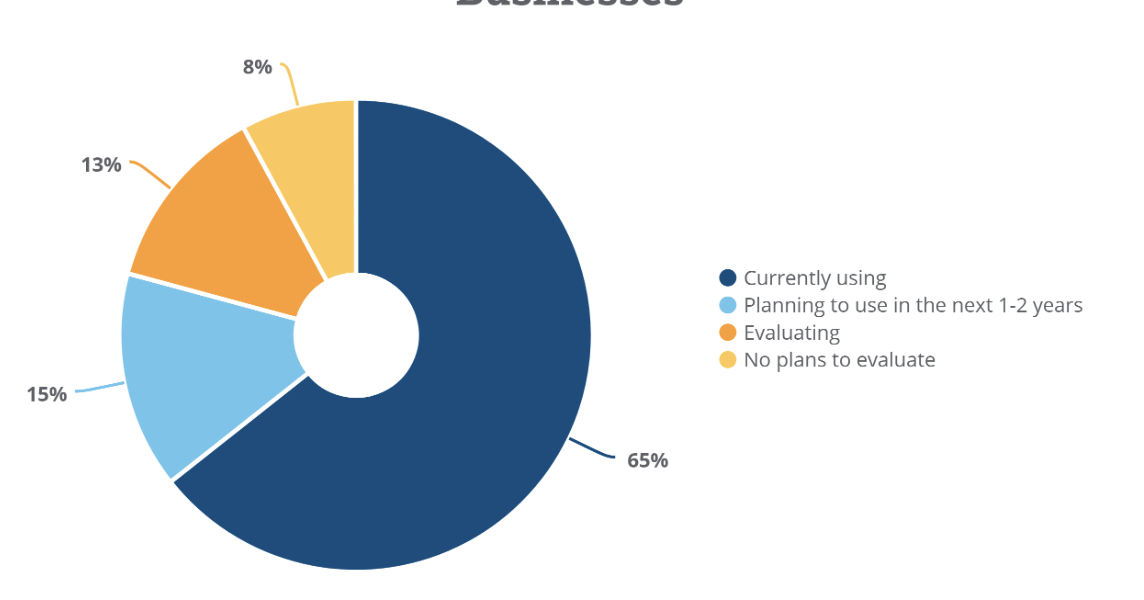 Businesses
8%
13%
15%
65%
Currently using
Planning to use in the next 1-2 years
Evaluating
No plans to evaluate